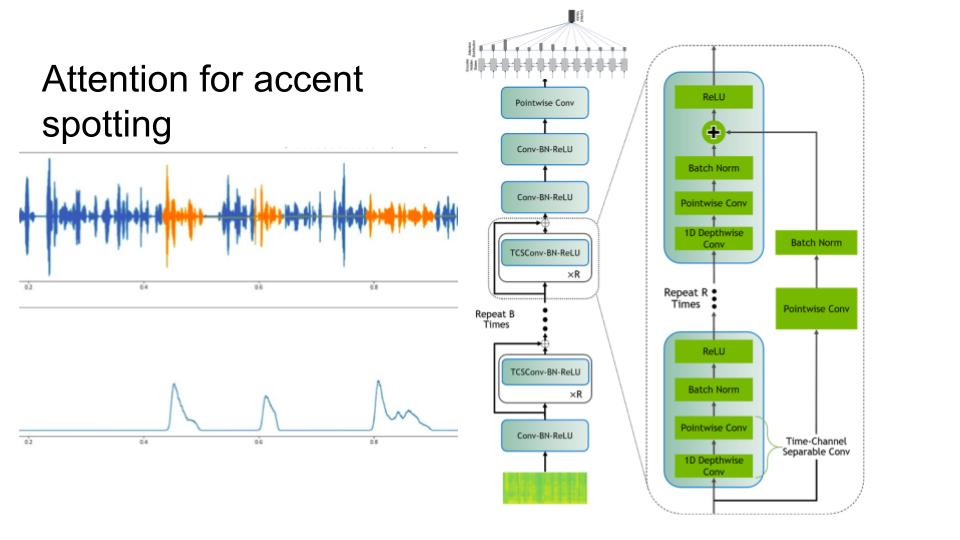 Attention for accent
spotting
0.2
0.4
0.6
0.8
0.2
0.4
0.6
0.8
Pointwise Conv
Conv-BN-ReLU
Conv-BN-ReLU
TCSConv-BN-ReLU
×R
Repeat B
Times
TCSConv-BN-ReLU
×R
Conv-BN-ReLU
ReLU
+
Batch Norm
Pointwise Conv
1D Depthwise
Conv
Repeat R
Times
ReLU
Batch Norm
Pointwise Conv
1D Depthwise
Conv
Batch Norm
Pointwise Conv
Time-Channel
Separable Conv